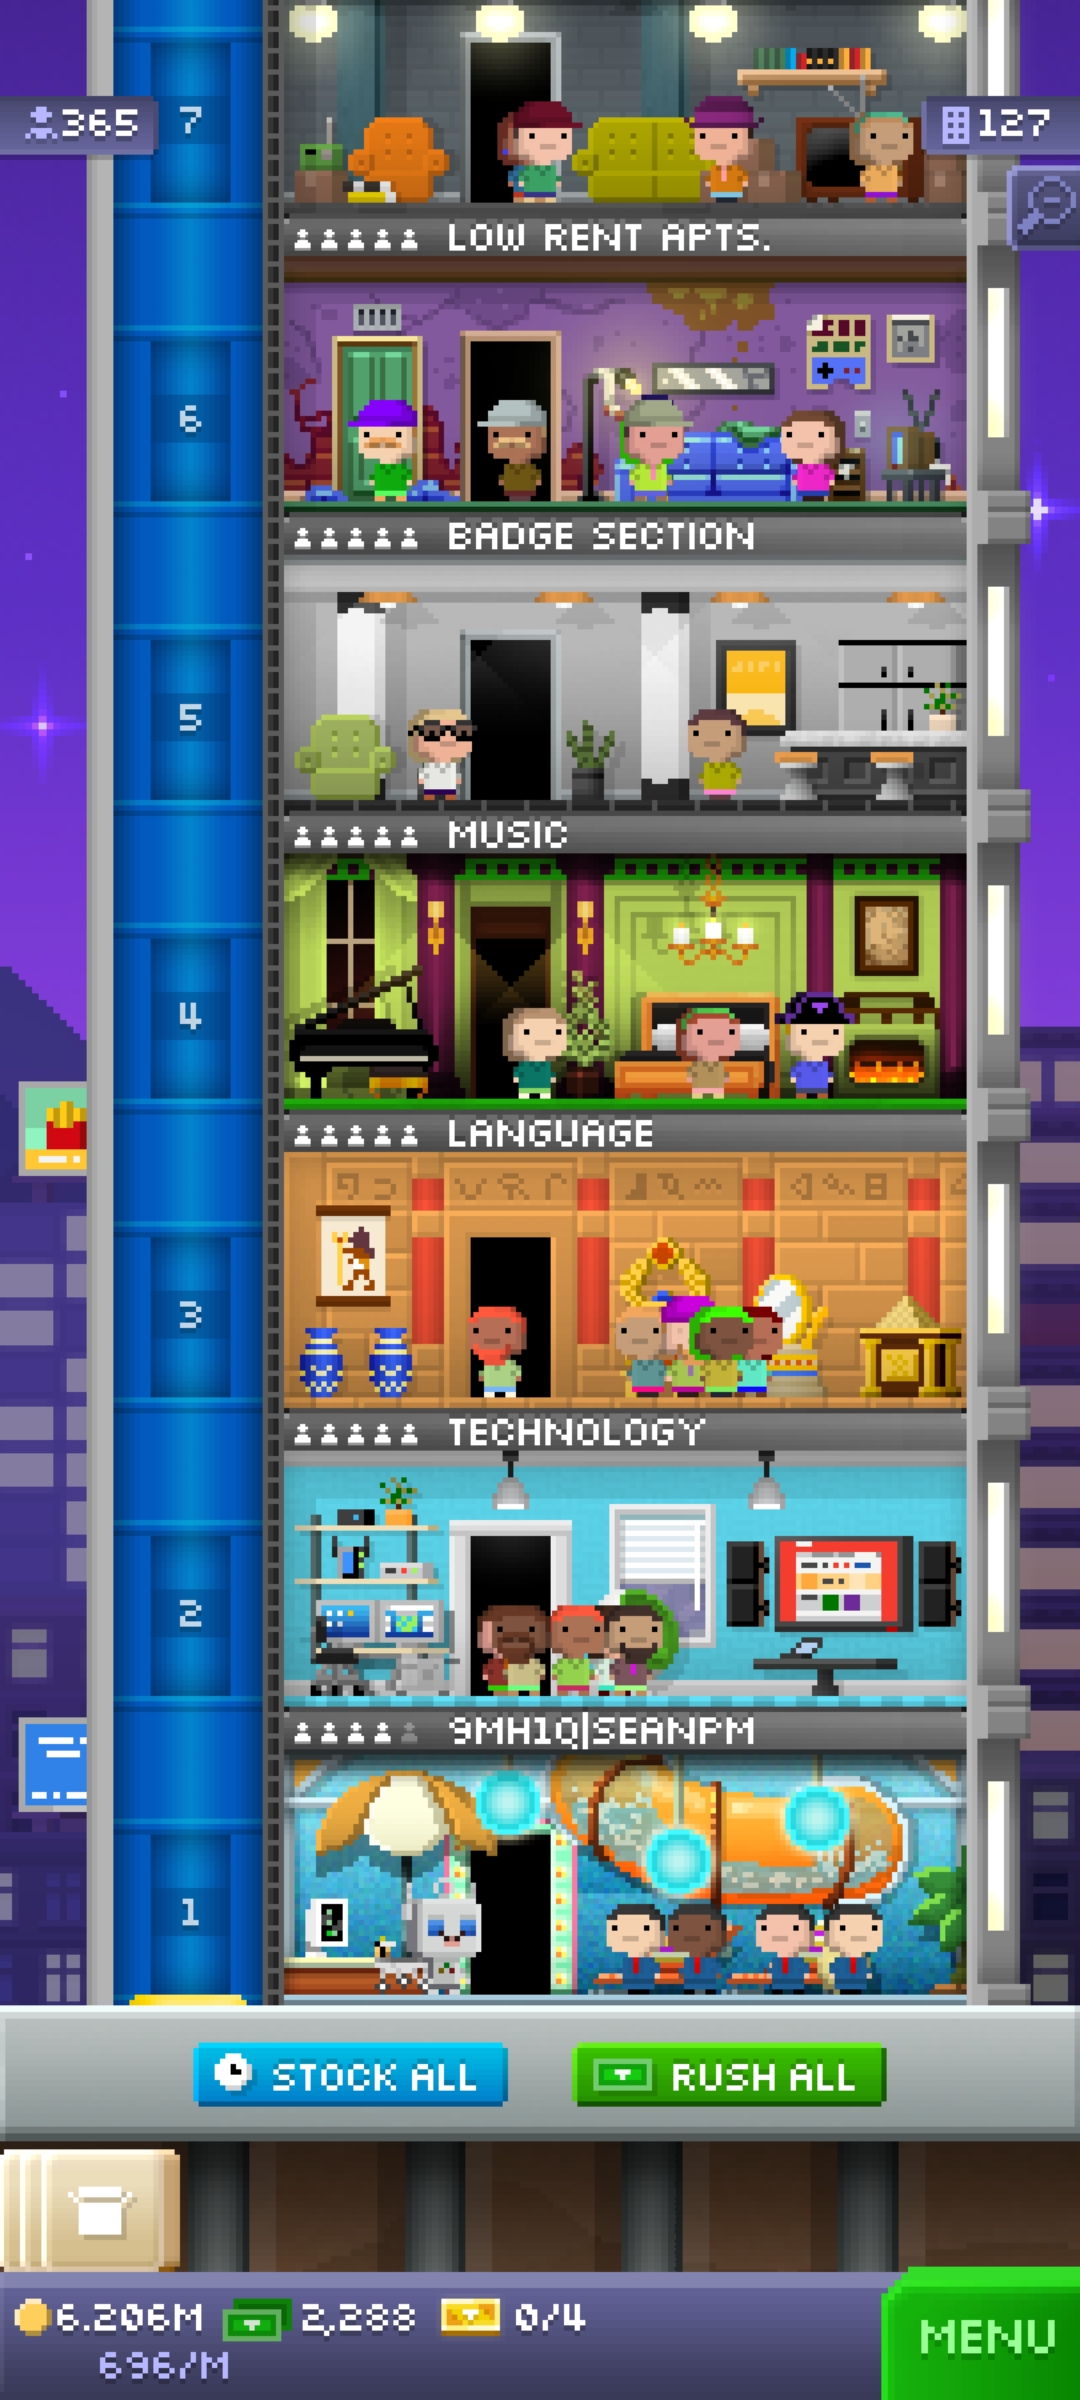 365
7
127
LOW RENT APTS.
6
BADGE SECTION
5
MUSIC
4
LANGUAGE
3
TECHNOLOGY
2
9MH1Q|SEANPM
1
STOCK ALL
RUSH ALL
6.206M
2,288
0/4
696/M
MENU